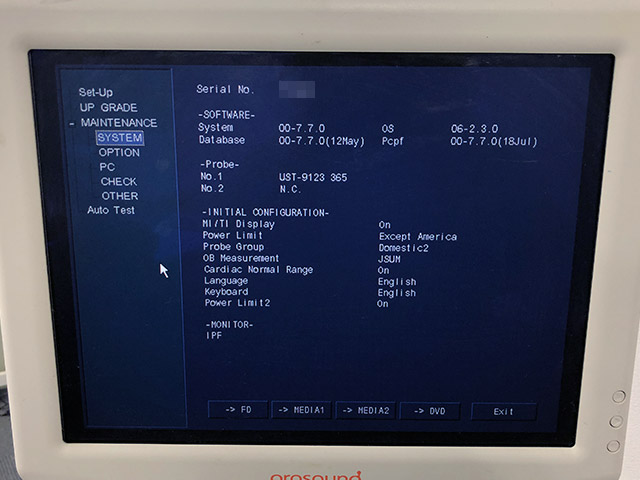 Set-Up
UP GRADE
- MAINTENANCE
SYSTEM
OPTION
PC
CHECK
OTHER
Auto Test
Serial No.
-SOFTWARE-
System 00-7.7.0 OS 06-2.3.0
Database 00-7.7.0(12May) Pcpf 00-7.7.0(18Jul)
-Probe-
No.1 UST-9123 365
No.2 N.C.
-INITIAL CONFIGURATION-
MI/TI Display On
Power Limit Except America
Probe Group Domestic2
OB Measurement JSUM
Cardiac Normal Range On
Language English
Keyboard English
Power Limit2 On
-MONITOR-
IPF
-> FD -> MEDIA1 -> MEDIA2 -> DVD Exit
prosound